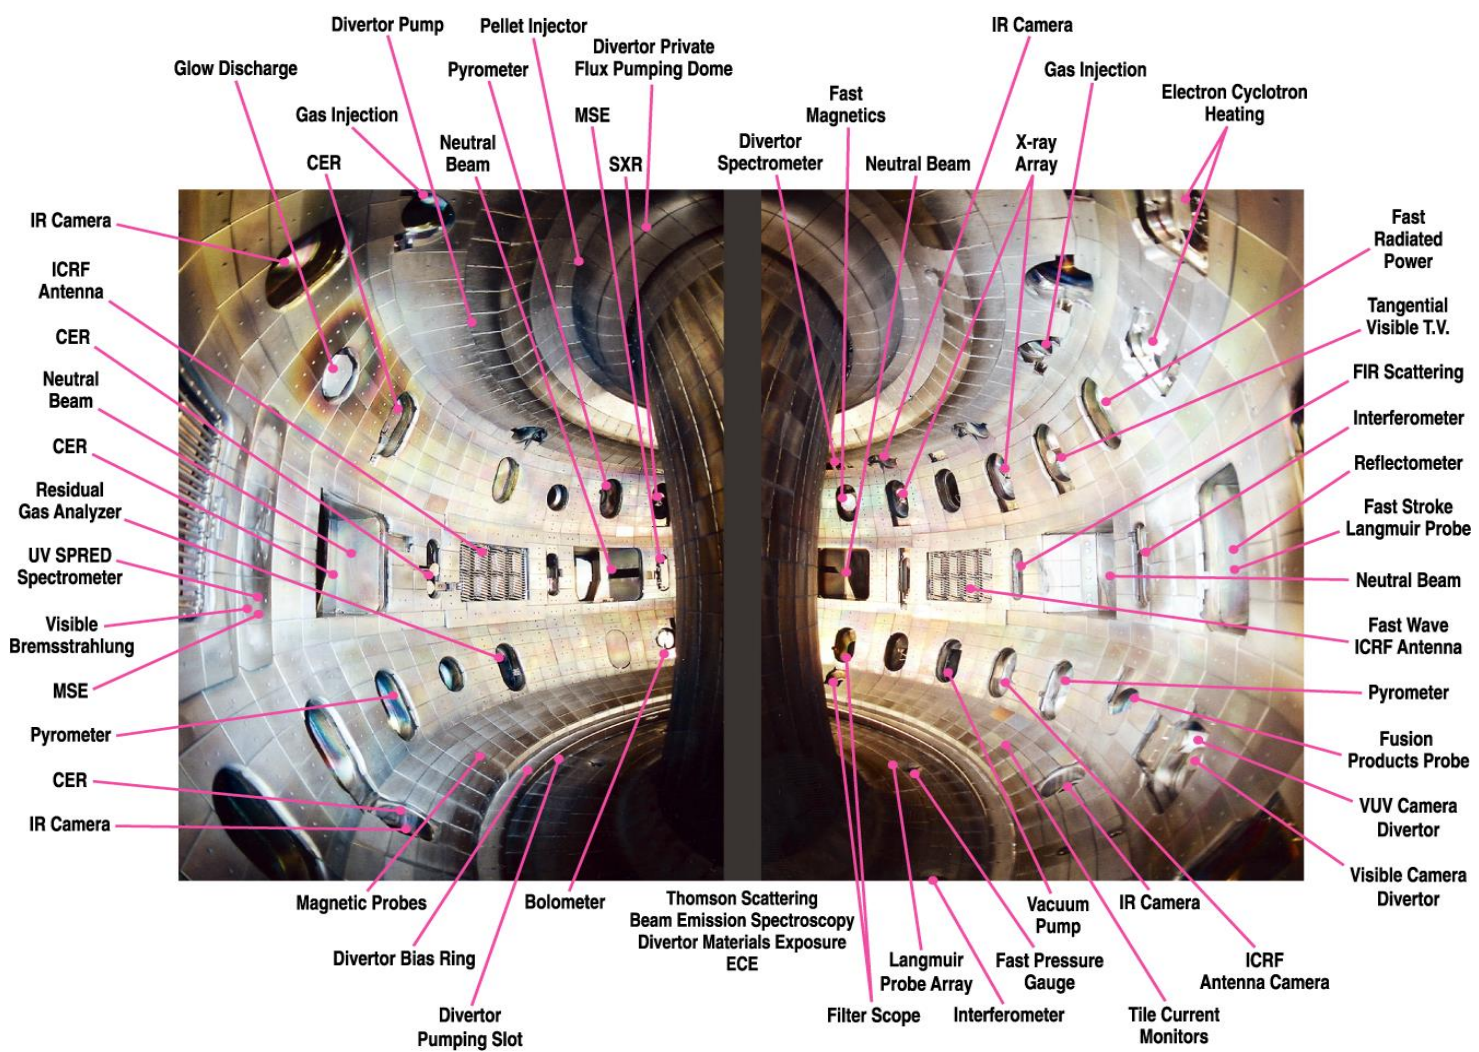 Divertor Pump
Pellet Injector
Divertor Private
Flux Pumping Dome
Glow Discharge
Pyrometer
Gas Injection
MSE
Neutral
Beam
CER
SXR
IR Camera
Gas Injection
Fast
Magnetics
Electron Cyclotron
Heating
Divertor
Spectrometer
Neutral Beam
X-ray
Array
IR Camera
ICRF
Antenna
CER
Neutral
Beam
CER
Residual
Gas Analyzer
UV SPRED
Spectrometer
Visible
Bremsstrahlung
MSE
Pyrometer
CER
IR Camera
Fast
Radiated
Power
Tangential
Visible T.V.
FIR Scattering
Interferometer
Reflectometer
Fast Stroke
Langmuir Probe
Neutral Beam
Fast Wave
ICRF Antenna
Pyrometer
Fusion
Products Probe
VUV Camera
Divertor
Visible Camera
Divertor
Magnetic Probes
Divertor Bias Ring
Divertor
Pumping Slot
Bolometer
Thomson Scattering
Beam Emission Spectroscopy
Divertor Materials Exposure
ECE
Filter Scope
Langmuir
Probe Array
Interferometer
Fast Pressure
Gauge
Vacuum
Pump
IR Camera
Tile Current
Monitors
ICRF
Antenna Camera